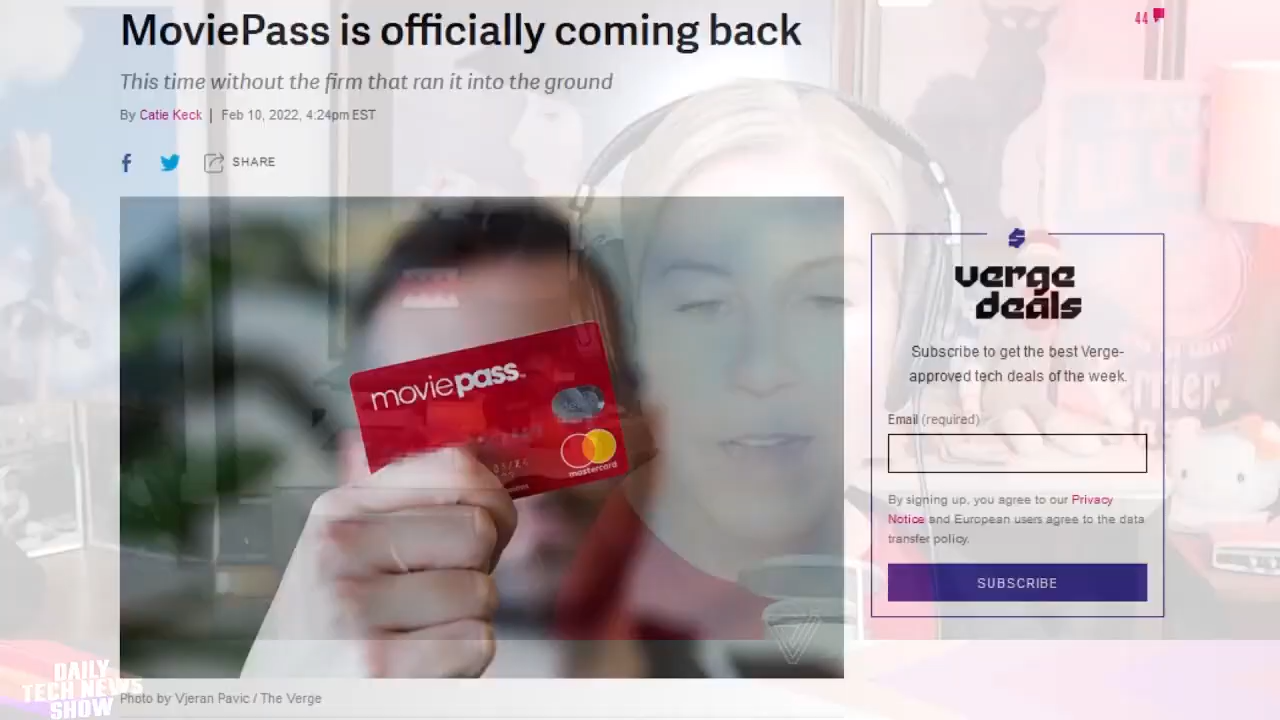 MoviePass is officially coming back
44
This time without the firm that ran it into the ground
By Catie Keck | Feb 10, 2022, 4:24pm EST
SHARE
moviepass
debit
mastercard
verge
deals
Subscribe to get the best Verge-
approved tech deals of the week.
Email (required)
By signing up, you agree to our Privacy
Notice and European users agree to the data
transfer policy.
SUBSCRIBE
DAILY
TECH NEWS
SHOW
Photo by Vjeran Pavic / The Verge